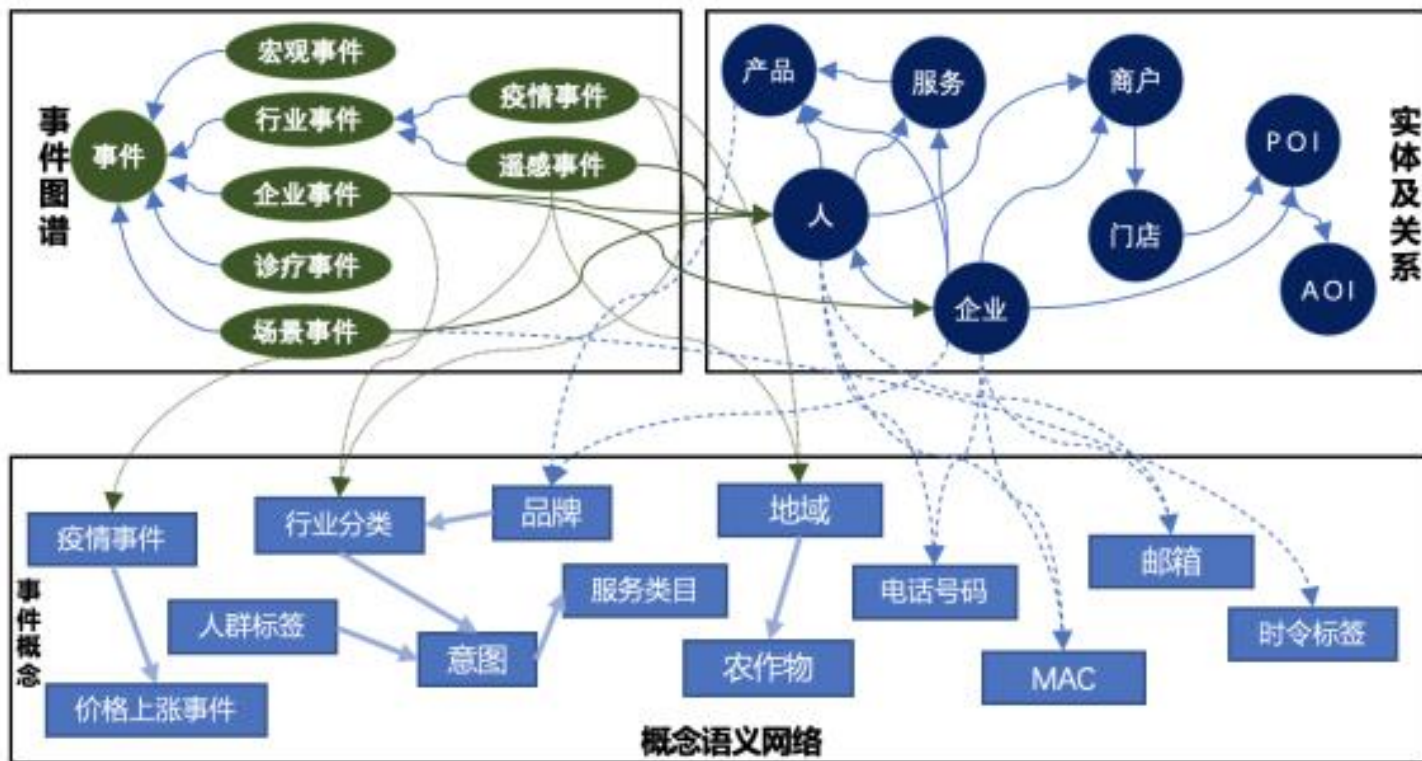 事件图谱
宏观事件
疫情事件
行业事件
事件
遥感事件
企业事件
诊疗事件
场景事件
产品
服务
商户
POI
人
门店
AOI
企业
实体及关系
疫情事件
行业分类
品牌
地域
邮箱
服务类目
电话号码
人群标签
意图
农作物
MAC
时令标签
价格上涨事件
事件概念
概念语义网络